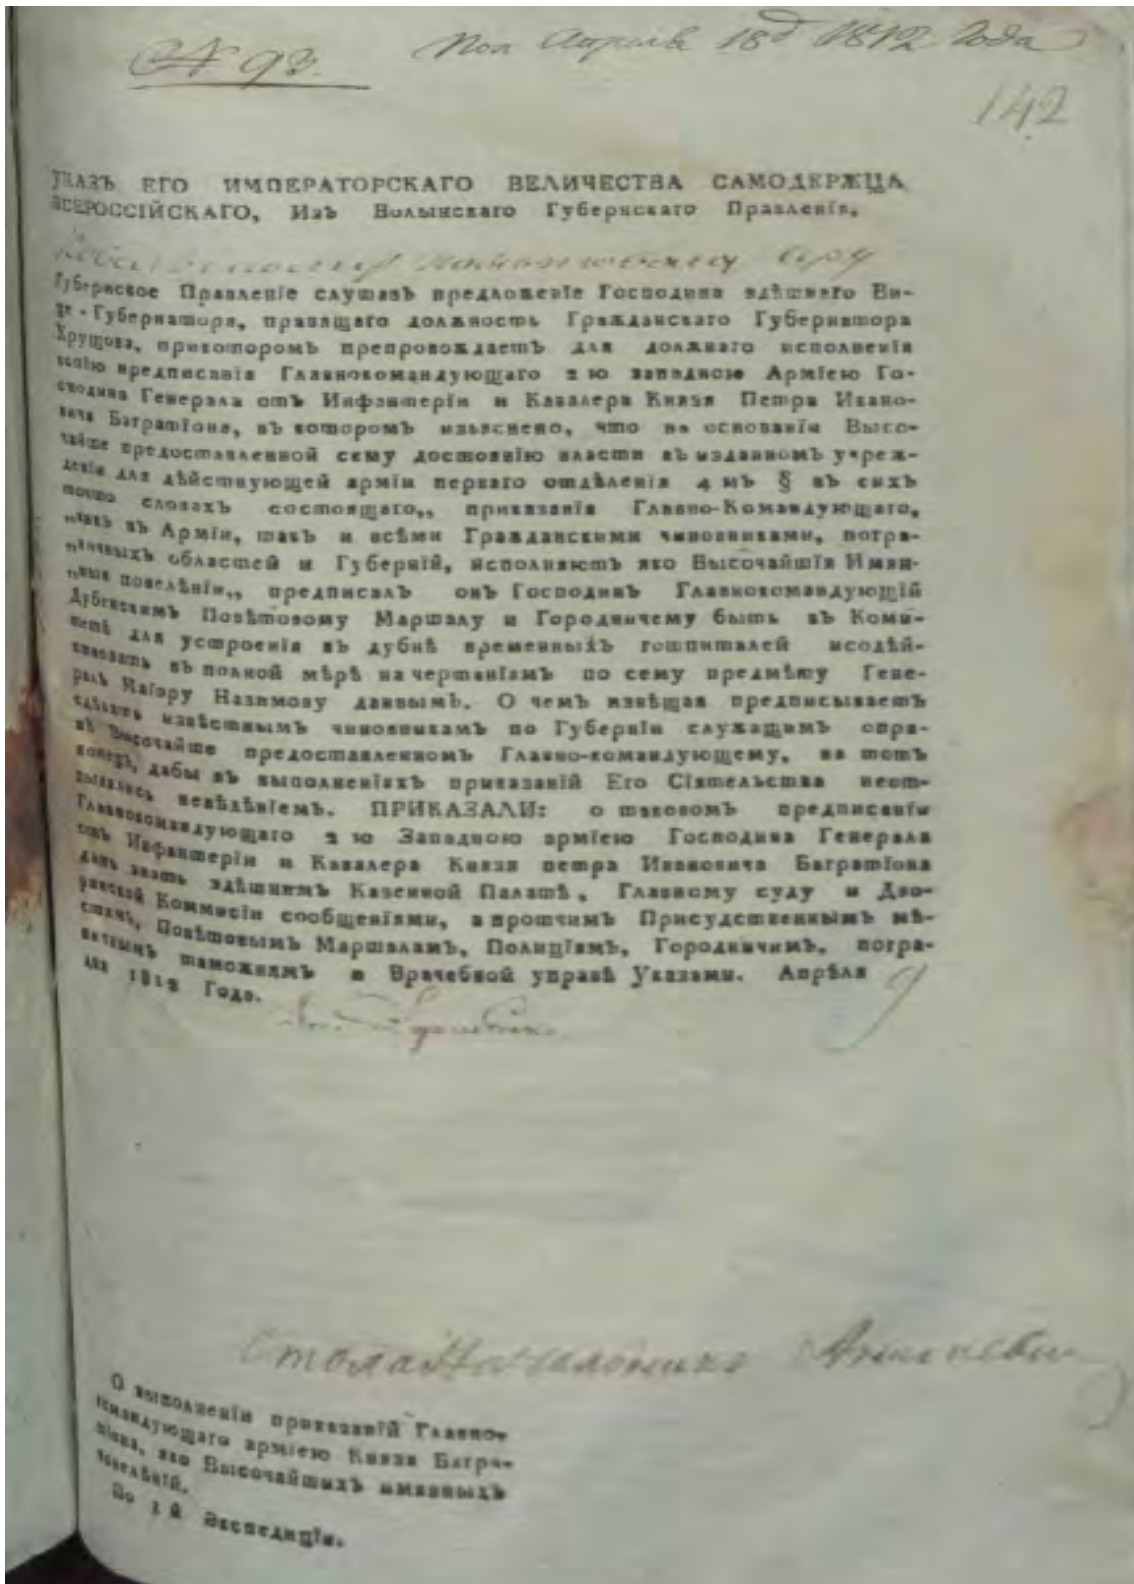 № 93.
Пол Апреля 18д 1812 Года
142
УКАЗЪ ЕГО ИМПЕРАТОРСКАГО ВЕЛИЧЕСТВА САМОДЕРЖЦА
ВСЕРОССІЙСКАГО, Изъ Волынскаго Губернскаго Правленія,
Губернское Правленіе слушавъ предложеніе Господина здѣшняго Ви-
це-Губернатора, правящаго должность Гражданскаго Губернатора
Хрущова, прикоторомъ препровождаетъ для должнаго исполненія
копію предписанія Главнокомандующаго 2 ю западною Арміею Го-
сподина Генерала отъ Инфантеріи и Кавалера Князя Петра Ивано-
вича Багратіона, въ которомъ изъяснено, что на основаніи Высо-
чайше предоставленной сему достоянію власти въ изданномъ учреж-
деніи для дѣйствующей арміи перваго отдѣленія 4 мъ § въ сихъ
точно словахъ состоящаго,, приказанія Главно-Командующаго,
„какъ въ Арміи, такъ и всѣми Гражданскими чиновниками, погра-
„ничныхъ областей и Губерній, исполняютъ яко Высочайшія Имян-
„ныя повелѣнія,, предписалъ онъ Господинъ Главнокомандующій
Дубенскимъ Повѣтовому Маршалу и Городничему быть въ Коми-
тетѣ для устроенія въ дубнѣ временныхъ гошпиталей исодѣй-
ствовать въ полной мѣрѣ начертаніямъ по сему предмѣту Гене-
ралъ Маіору Назимову даннымъ. О чемъ извѣщая предписываетъ
сдѣлать извѣстнымъ чиновникамъ по Губерніи служащимъ опра-
вѣ Высочайше предоставленномъ Главно-командующему, на тотъ
конецъ, дабы въ выполненіяхъ приказаній Его Сіятельства неот-
зывались невѣдѣніемъ. ПРИКАЗАЛИ: о таковомъ предписаніи
Главнокомандующаго 2 ю Западною арміею Господина Генерала
отъ Инфантеріи и Кавалера Князя петра Ивановича Багратіона
дать знать здѣшнимъ Казенной Палатѣ, Главному суду и Дво-
рянской Коммисіи сообщеніями, апротчимъ Присудственнымъ мѣ-
стамъ, Повѣтовымъ Маршаламъ, Полиціямъ, Городничимъ, погра-
ничнымъ таможнямъ и Врачебной управѣ Указами. Апрѣля 9
дня 1812 Года.
О выполненіи приказаній Главно-
командующаго арміею Князя Багра-
тіона, яко Высочайшихъ имянныхъ
повелѣній.
По 1 й Экспедиціи.